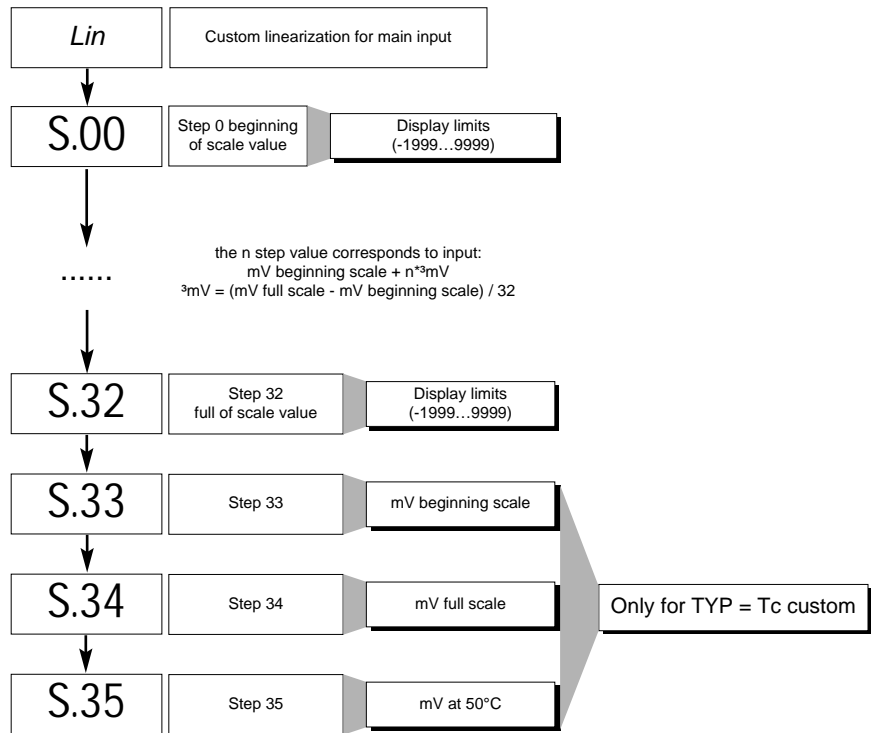 Lin
Custom linearization for main input
S.00
Step 0 beginning
of scale value
Display limits
(-1999…9999)
......
the n step value corresponds to input:
mV beginning scale + n*³mV
³mV = (mV full scale - mV beginning scale) / 32
S.32
Step 32
full of scale value
Display limits
(-1999…9999)
S.33
Step 33
mV beginning scale
S.34
Step 34
mV full scale
Only for TYP = Tc custom
S.35
Step 35
mV at 50°C